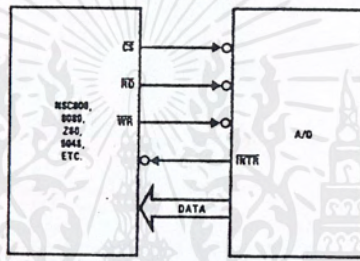 CS
RD
NSC800,
8080,
Z80,
8048,
ETC.
WR
A/D
INTR
DATA